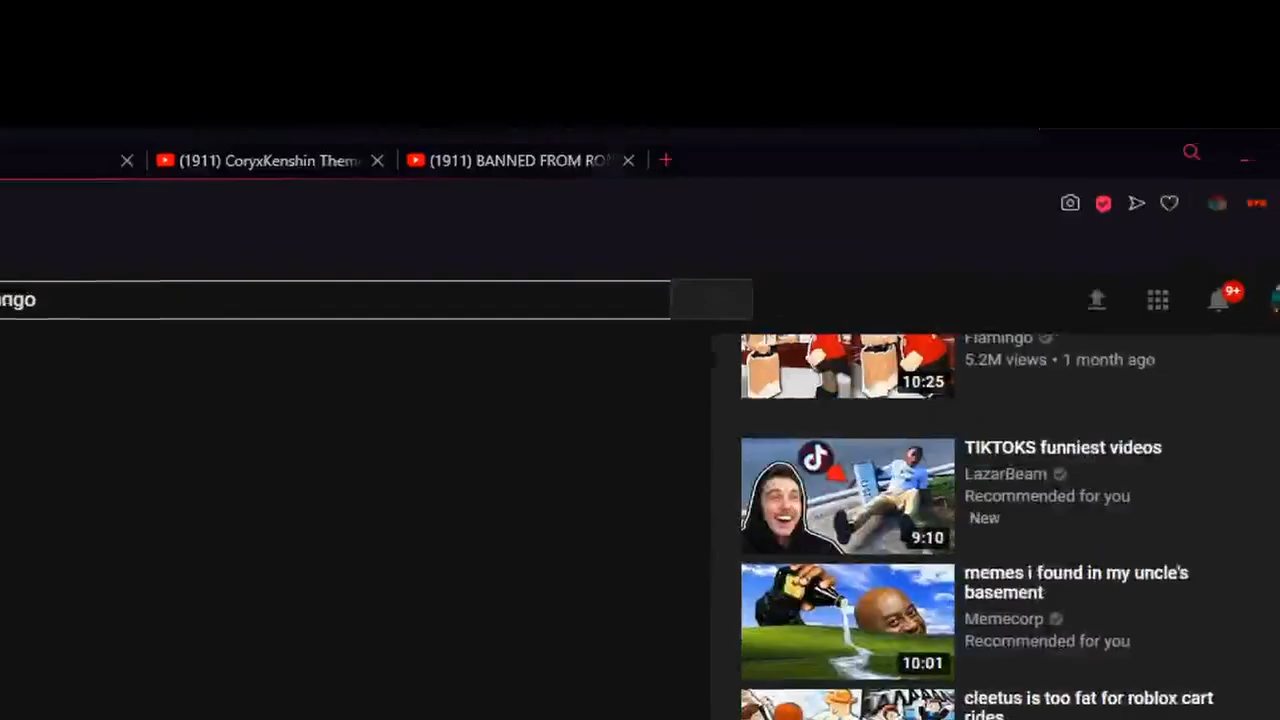 (1911) CoryxKenshin Them
(1911) BANNED FROM RO
ngo
9+
Flamingo
5.2M views • 1 month ago
10:25
TIKTOKS funniest videos
LazarBeam
Recommended for you
New
9:10
memes i found in my uncle's
basement
Memecorp
Recommended for you
10:01
cleetus is too fat for roblox cart
rides